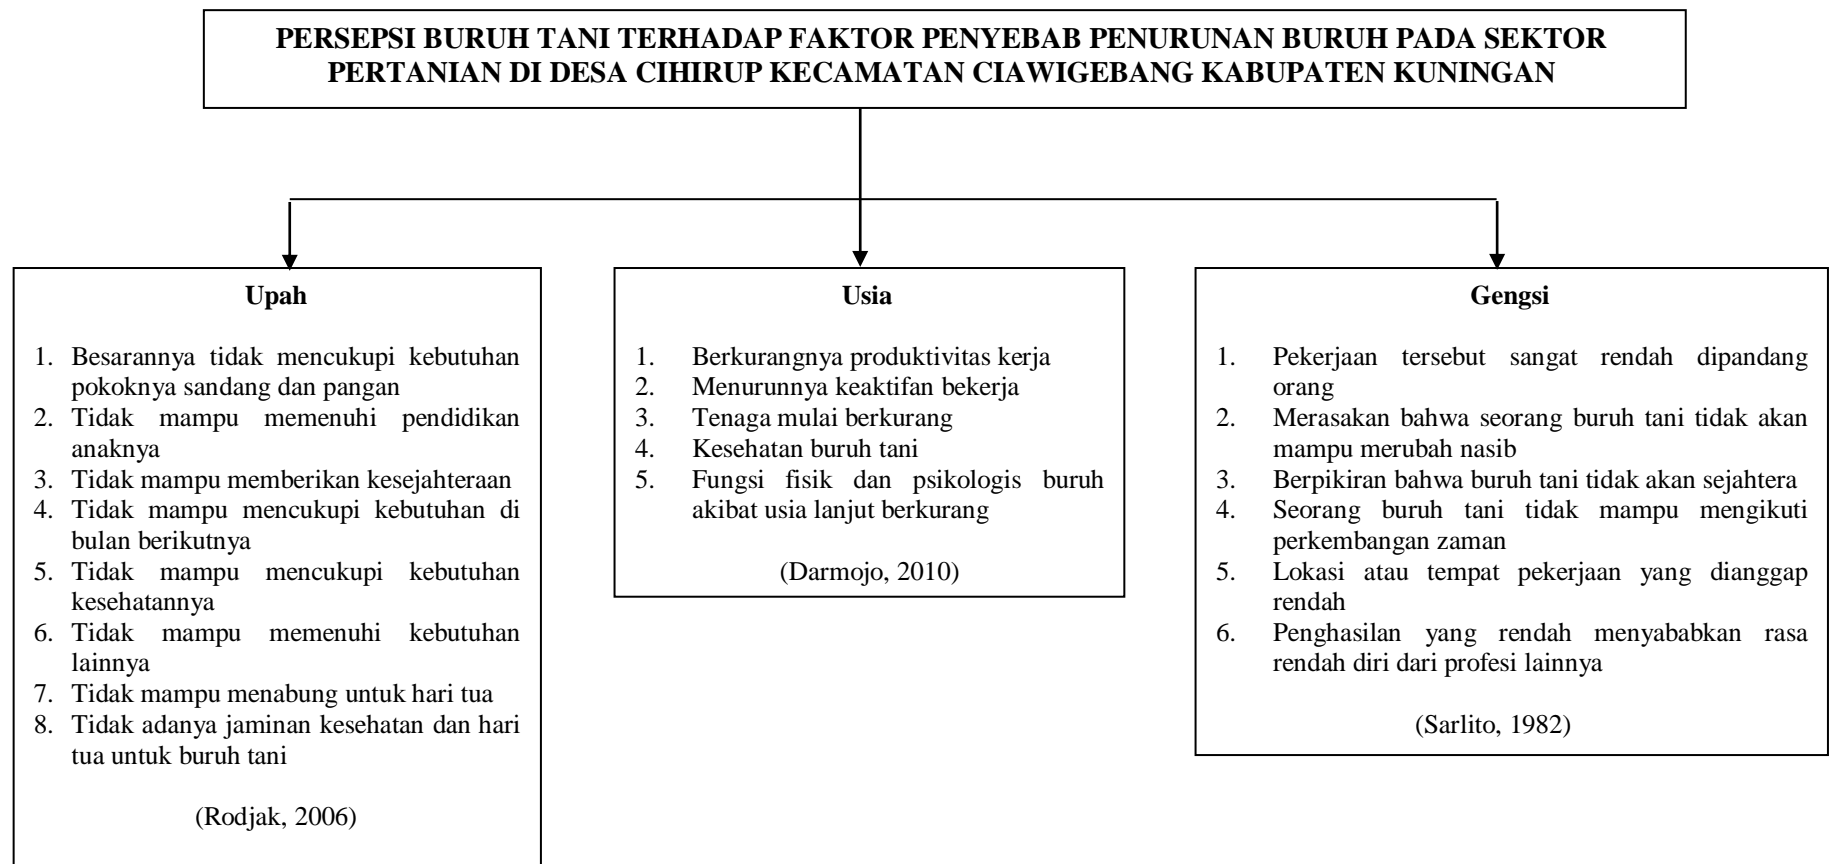 PERSEPSI BURUH TANI TERHADAP FAKTOR PENYEBAB PENURUNAN BURUH PADA SEKTOR
PERTANIAN DI DESA CIHIRUP KECAMATAN CIAWIGEBANG KABUPATEN KUNINGAN
Upah
1. Besarannya tidak mencukupi kebutuhan
pokoknya sandang dan pangan
2. Tidak mampu memenuhi pendidikan
anaknya
3. Tidak mampu memberikan kesejahteraan
4. Tidak mampu mencukupi kebutuhan di
bulan berikutnya
5. Tidak mampu mencukupi kebutuhan
kesehatannya
6. Tidak mampu memenuhi kebutuhan
lainnya
7. Tidak mampu menabung untuk hari tua
8. Tidak adanya jaminan kesehatan dan hari
tua untuk buruh tani
(Rodjak, 2006)
Usia
1. Berkurangnya produktivitas kerja
2. Menurunnya keaktifan bekerja
3. Tenaga mulai berkurang
4. Kesehatan buruh tani
5. Fungsi fisik dan psikologis buruh
akibat usia lanjut berkurang
(Darmojo, 2010)
Gengsi
1. Pekerjaan tersebut sangat rendah dipandang
orang
2. Merasakan bahwa seorang buruh tani tidak akan
mampu merubah nasib
3. Berpikiran bahwa buruh tani tidak akan sejahtera
4. Seorang buruh tani tidak mampu mengikuti
perkembangan zaman
5. Lokasi atau tempat pekerjaan yang dianggap
rendah
6. Penghasilan yang rendah menyababkan rasa
rendah diri dari profesi lainnya
(Sarlito, 1982)